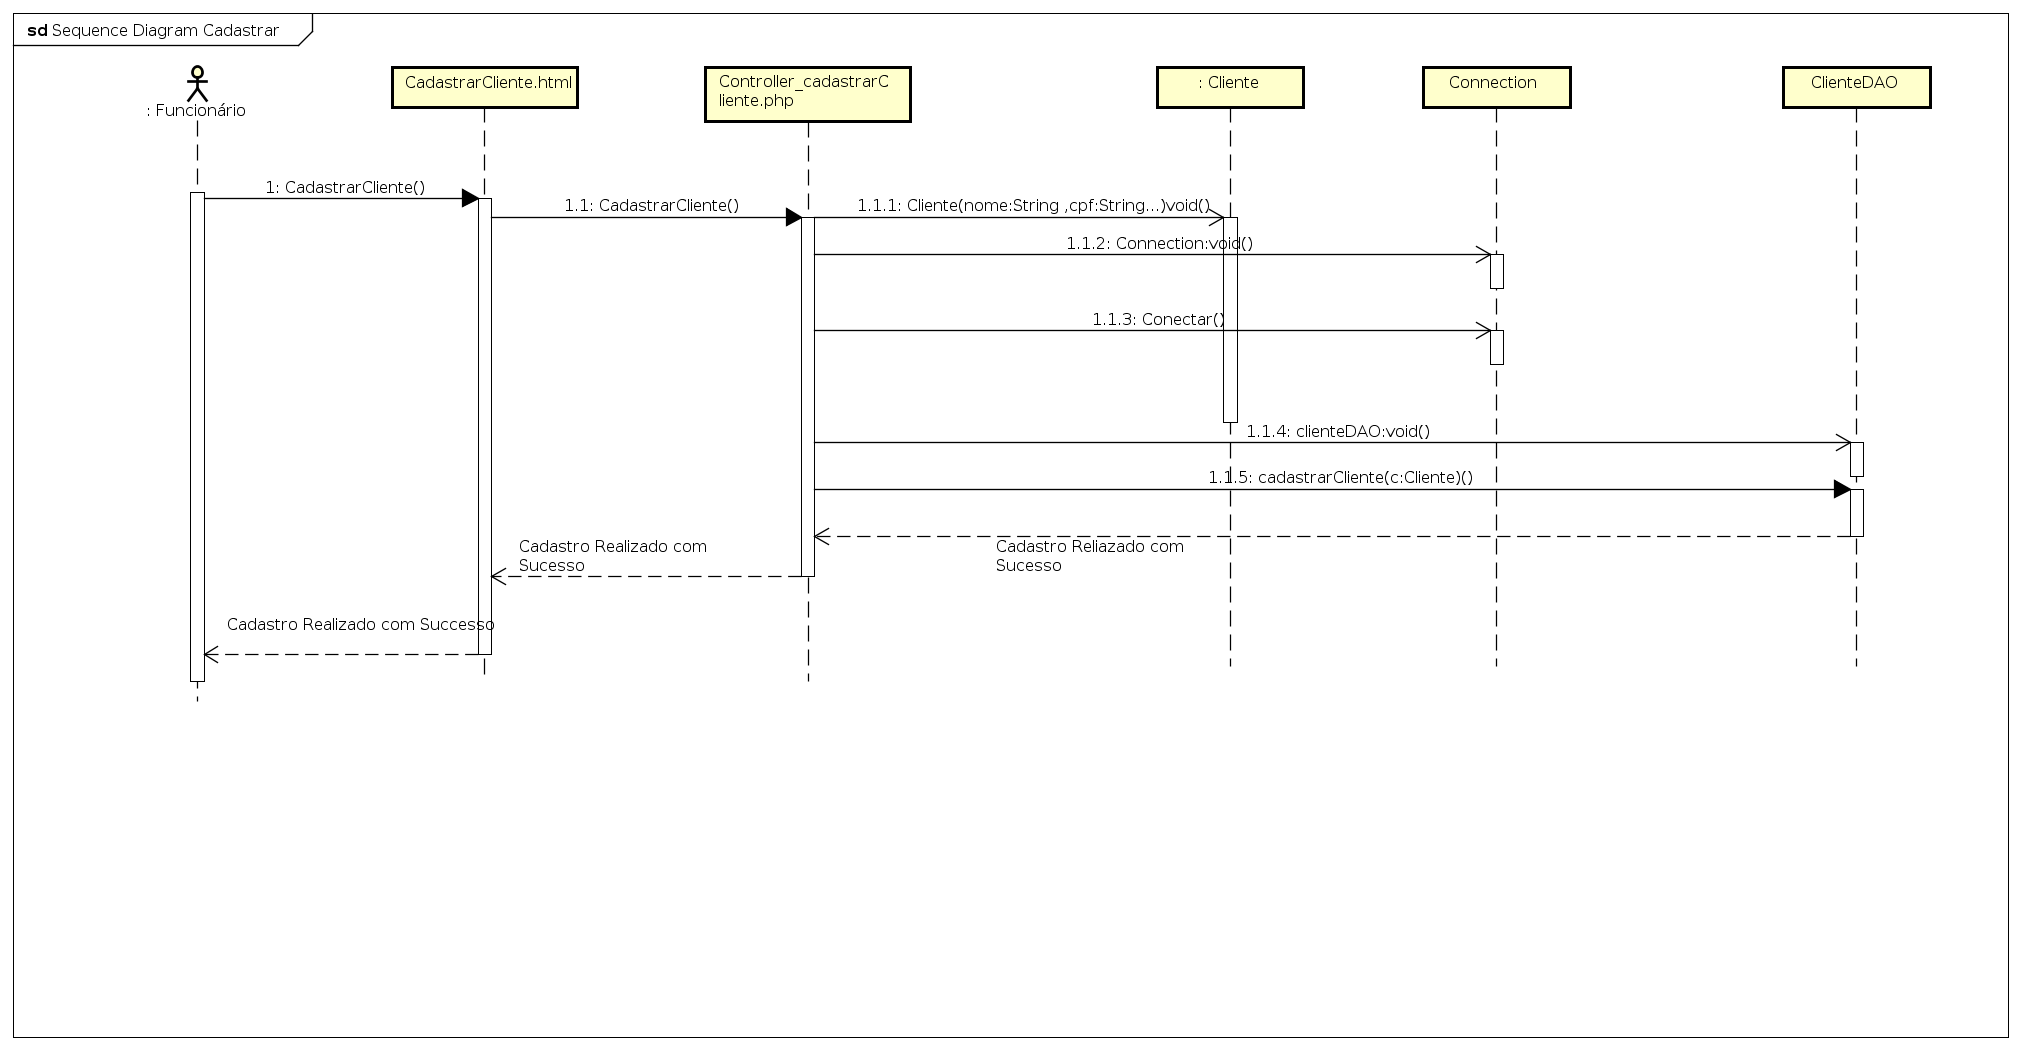 sd Sequence Diagram Cadastrar
: Funcionário
CadastrarCliente.html
Controller_cadastrarC
liente.php
: Cliente
Connection
ClienteDAO
1: CadastrarCliente()
1.1: CadastrarCliente()
1.1.1: Cliente(nome:String ,cpf:String...)void()
1.1.2: Connection:void()
1.1.3: Conectar()
1.1.4: clienteDAO:void()
1.1.5: cadastrarCliente(c:Cliente)()
Cadastro Realizado com
Sucesso
Cadastro Reliazado com
Sucesso
Cadastro Realizado com Successo